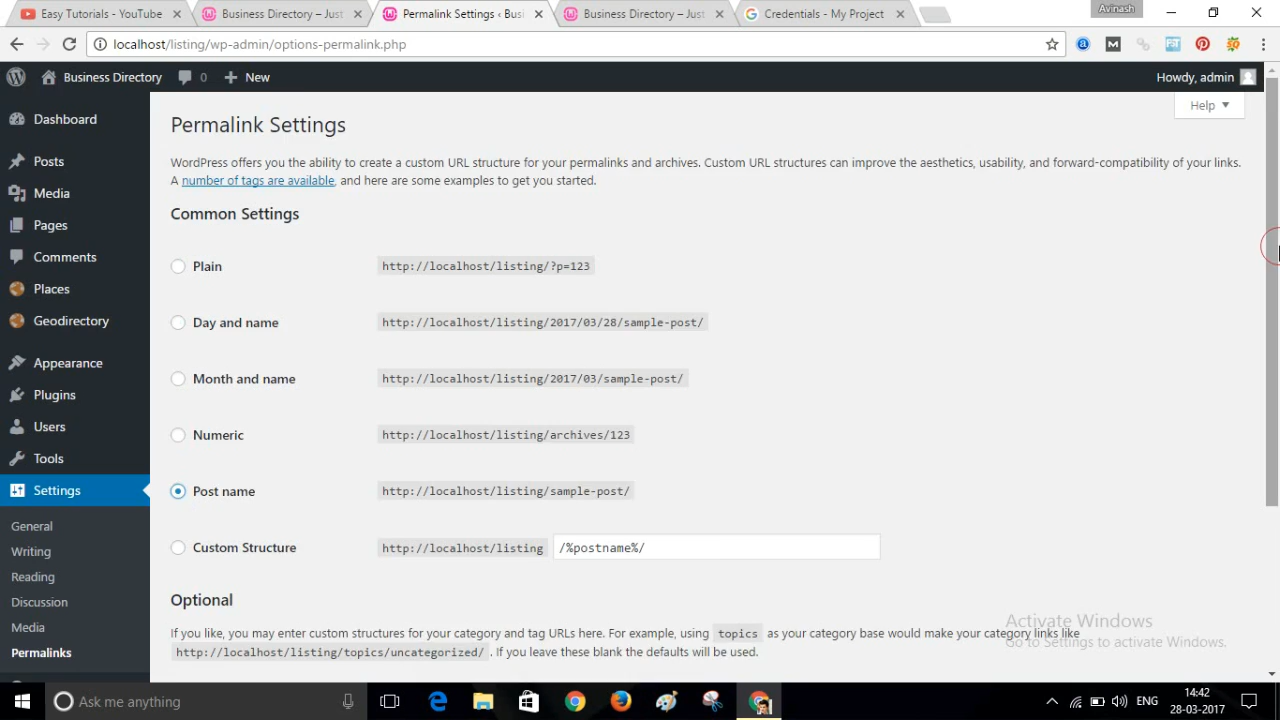 Easy Tutorials - YouTube
Business Directory – Just
Permalink Settings ‹ Busi
Business Directory – Just
Credentials - My Project
Avinash
localhost/listing/wp-admin/options-permalink.php
Business Directory
0
New
Howdy, admin
Help
Dashboard
Posts
Media
Pages
Comments
Places
Geodirectory
Appearance
Plugins
Users
Tools
Settings
General
Writing
Reading
Discussion
Media
Permalinks
Permalink Settings
WordPress offers you the ability to create a custom URL structure for your permalinks and archives. Custom URL structures can improve the aesthetics, usability, and forward-compatibility of your links.
A number of tags are available, and here are some examples to get you started.
Common Settings
Plain http://localhost/listing/?p=123
Day and name http://localhost/listing/2017/03/28/sample-post/
Month and name http://localhost/listing/2017/03/sample-post/
Numeric http://localhost/listing/archives/123
Post name http://localhost/listing/sample-post/
Custom Structure http://localhost/listing /%postname%/
Optional
If you like, you may enter custom structures for your category and tag URLs here. For example, using topics as your category base would make your category links like
http://localhost/listing/topics/uncategorized/ . If you leave these blank the defaults will be used.
Activate Windows
Go to Settings to activate Windows.
Ask me anything
ENG
14:42
28-03-2017